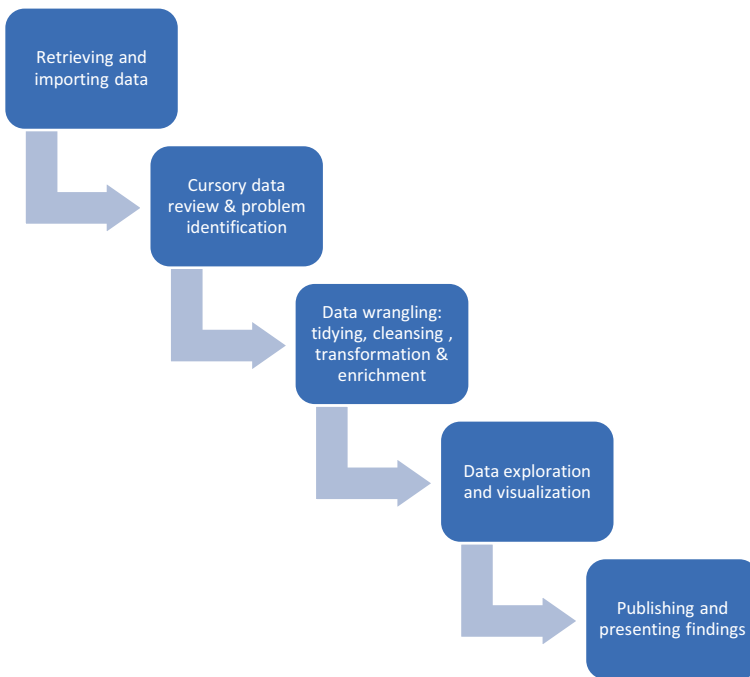 Retrieving and
importing data
Cursory data
review & problem
identification
Data wrangling:
tidying, cleansing ,
transformation &
enrichment
Data exploration
and visualization
Publishing and
presenting findings